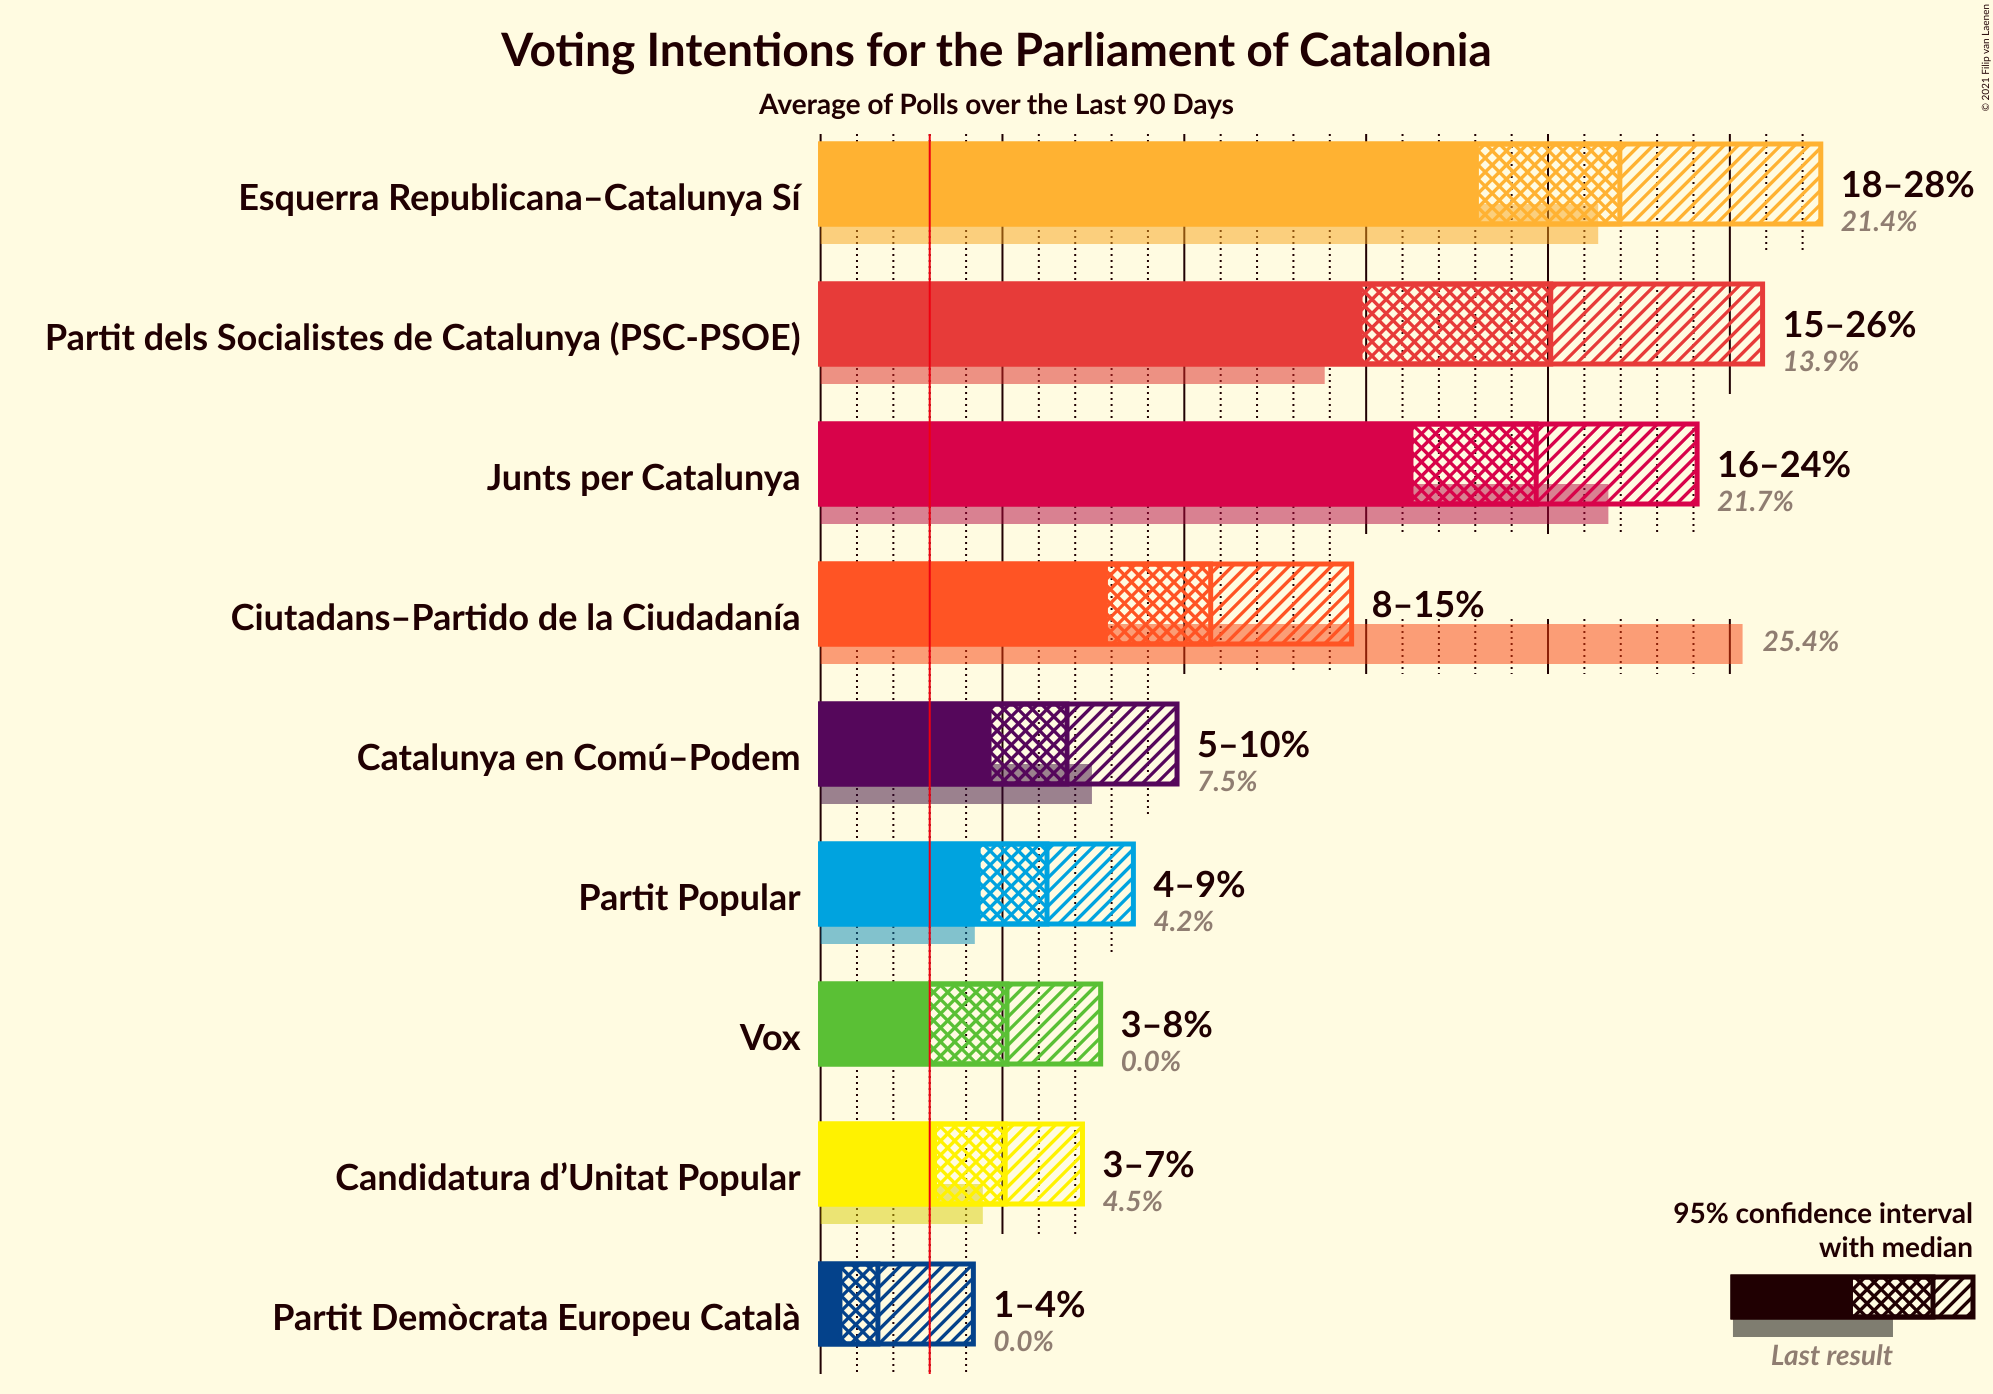 Voting Intentions for the Parliament of Catalonia
Average of Polls over the Last 90 Days
© 2021 Filip van Laenen
Esquerra Republicana–Catalunya Sí
18–28%
21.4%
Partit dels Socialistes de Catalunya (PSC-PSOE)
15–26%
13.9%
Junts per Catalunya
16–24%
21.7%
Ciutadans–Partido de la Ciudadanía
8–15%
25.4%
Catalunya en Comú–Podem
5–10%
7.5%
Partit Popular
4–9%
4.2%
Vox
3–8%
0.0%
Candidatura d’Unitat Popular
3–7%
4.5%
Partit Demòcrata Europeu Català
1–4%
0.0%
95% confidence interval
with median
Last result